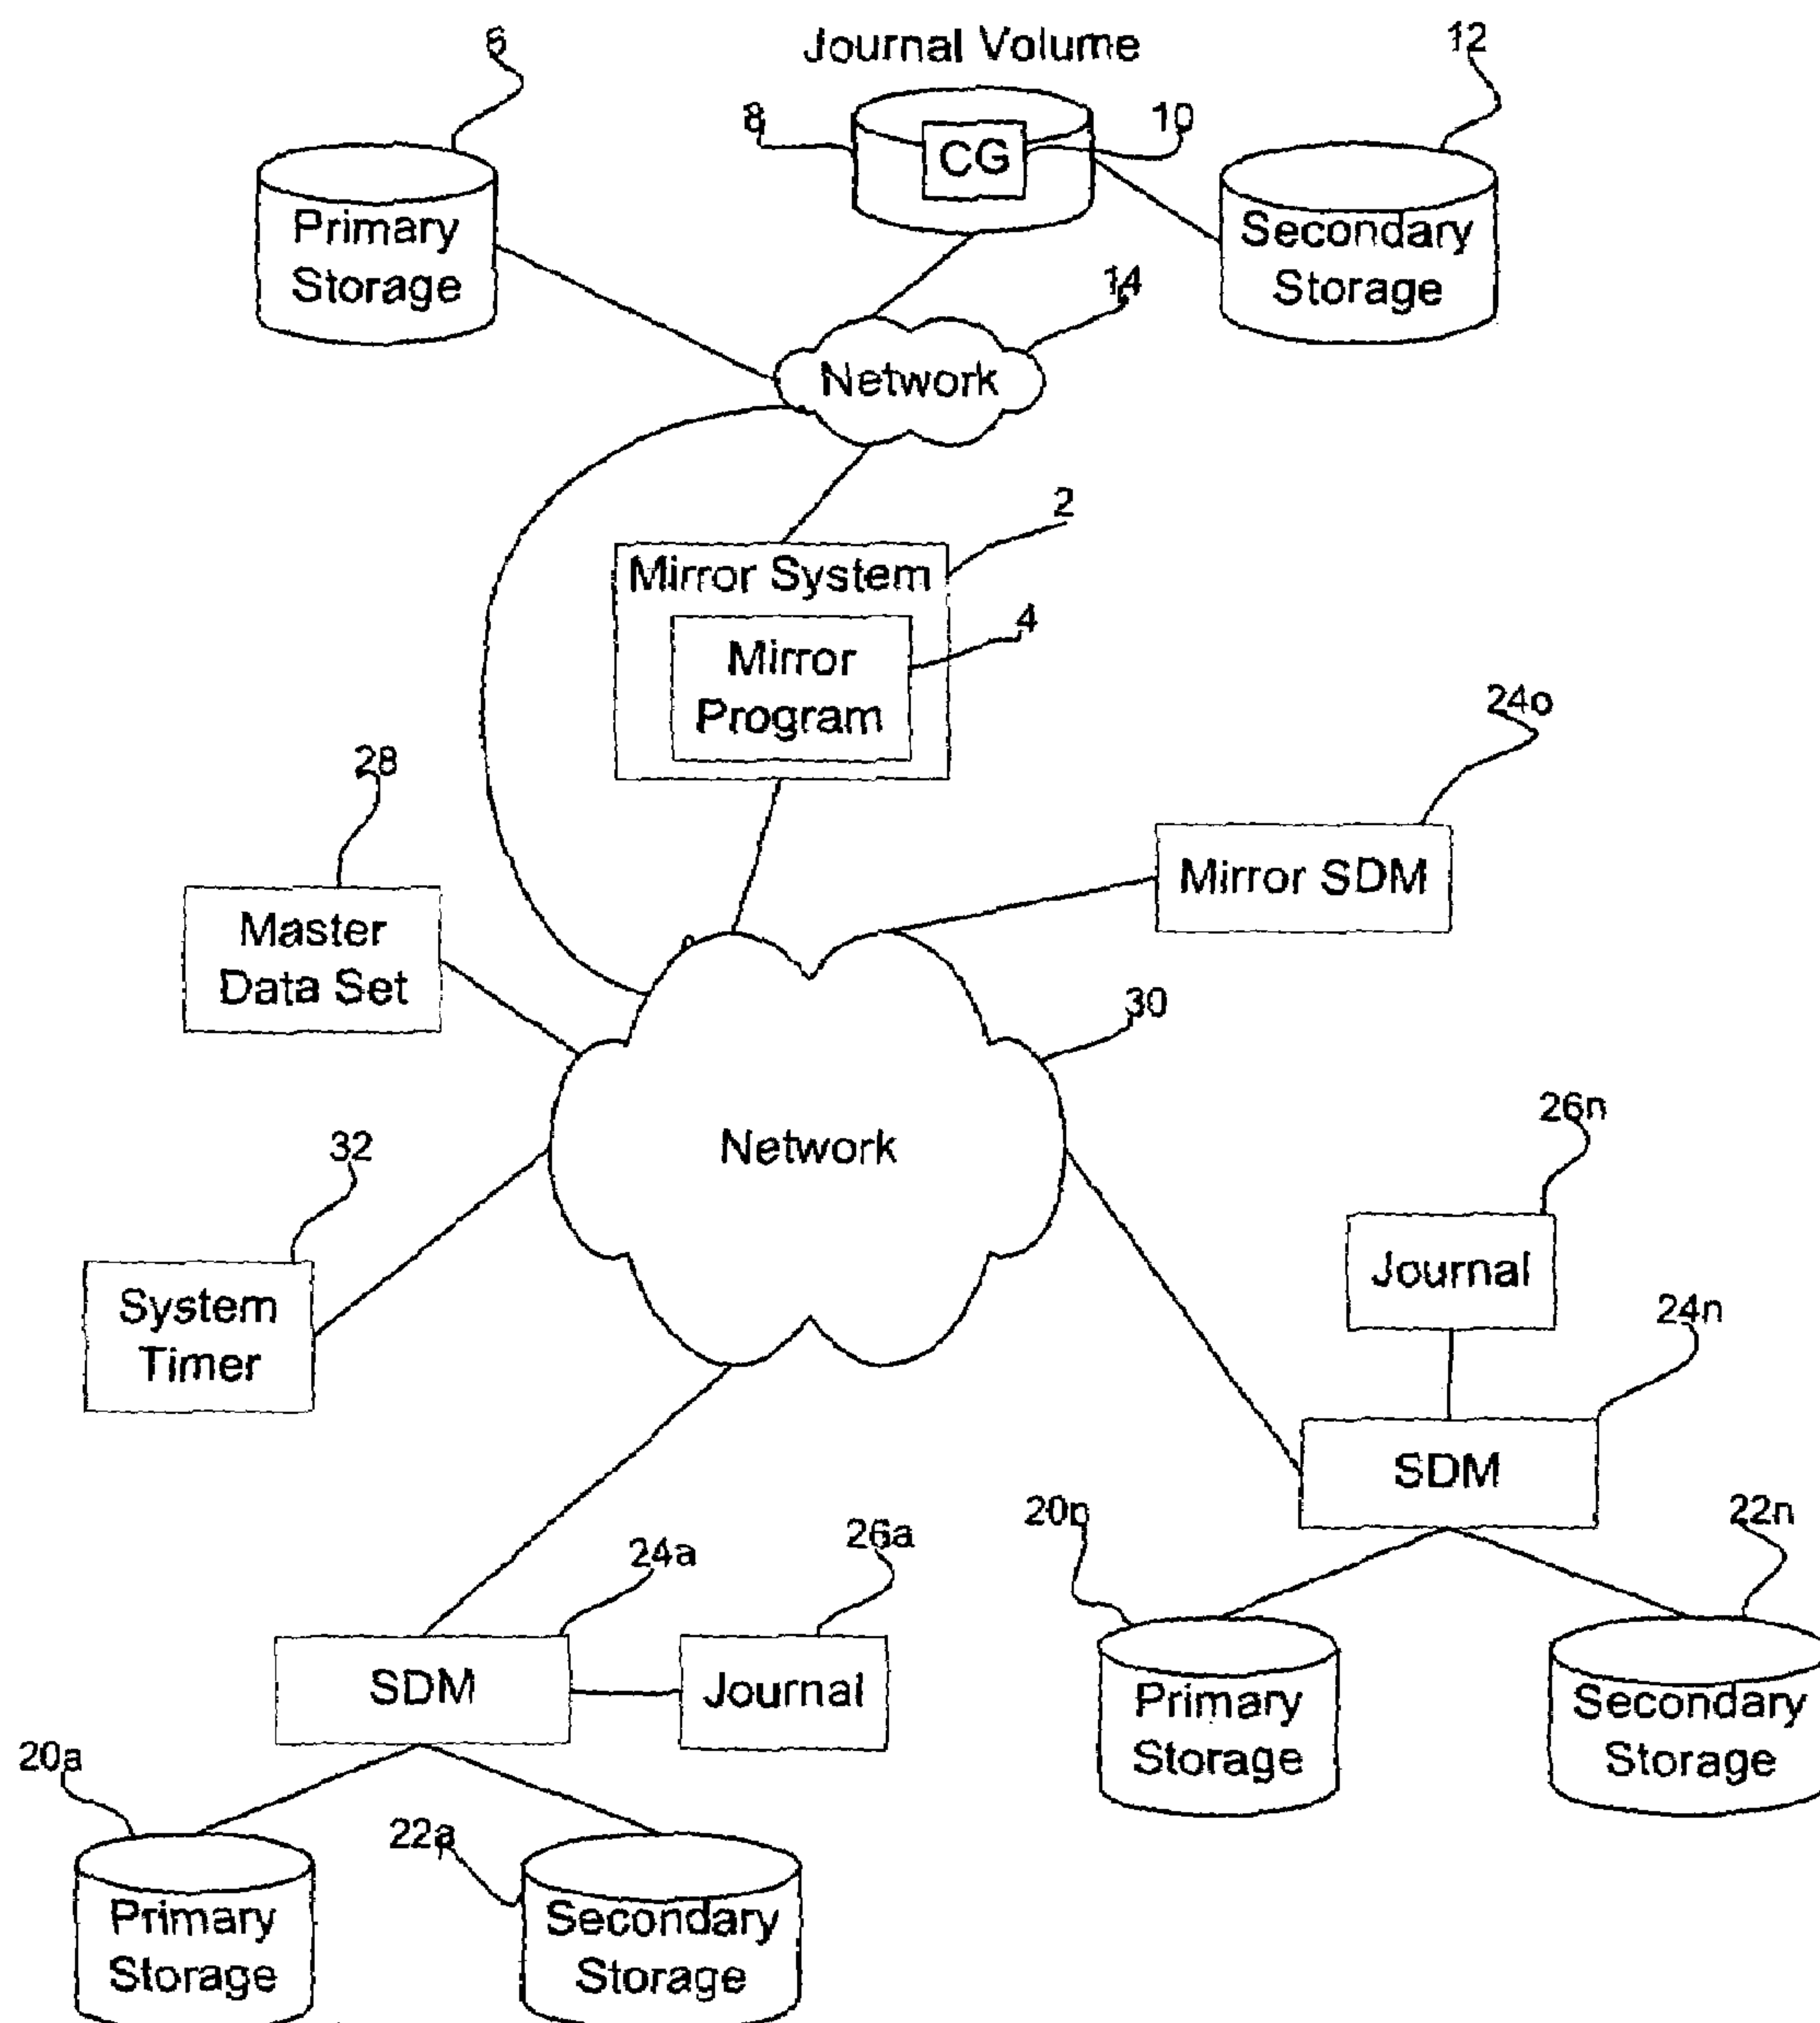 6
Journal Volume
12
8
CG
10
Primary
Storage
Secondary
Storage
14
Network
2
Mirror System
4
Mirror
Program
24o
28
Mirror SDM
Master
Data Set
30
26n
Network
32
Journal
System
Timer
24n
SDM
20n
22n
24a
26a
Primary
Storage
Secondary
Storage
SDM
Journal
20a
22a
Primary
Storage
Secondary
Storage